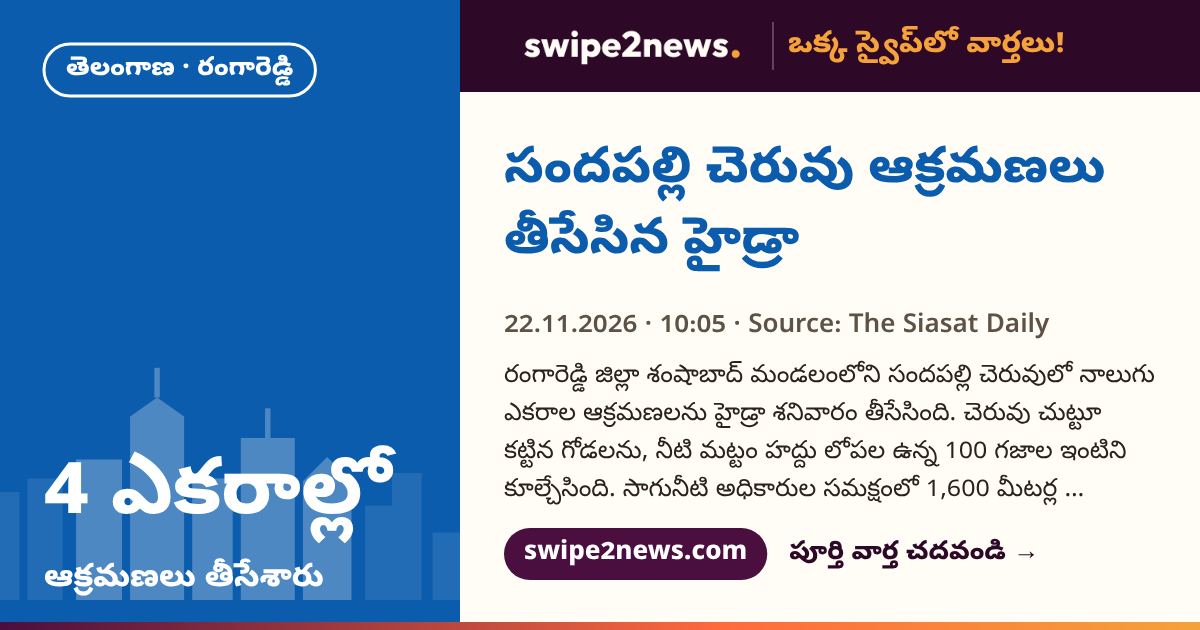 తెలంగాణ · రంగారెడ్డి
4 ఎకరాల్లో
ఆక్రమణలు తీసేశారు
swipe2news.
ఒక్క స్వైప్‌లో వార్తలు!
సందపల్లి చెరువు ఆక్రమణలు
తీసేసిన హైడ్రా
22.11.2026 · 10:05 · Source: The Siasat Daily
రంగారెడ్డి జిల్లా శంషాబాద్ మండలంలోని సందపల్లి చెరువులో నాలుగు
ఎకరాల ఆక్రమణలను హైడ్రా శనివారం తీసేసింది. చెరువు చుట్టూ
కట్టిన గోడలను, నీటి మట్టం హద్దు లోపల ఉన్న 100 గజాల ఇంటిని
కూల్చేసింది. సాగునీటి అధికారుల సమక్షంలో 1,600 మీటర్ల ...
swipe2news.com
పూర్తి వార్త చదవండి →